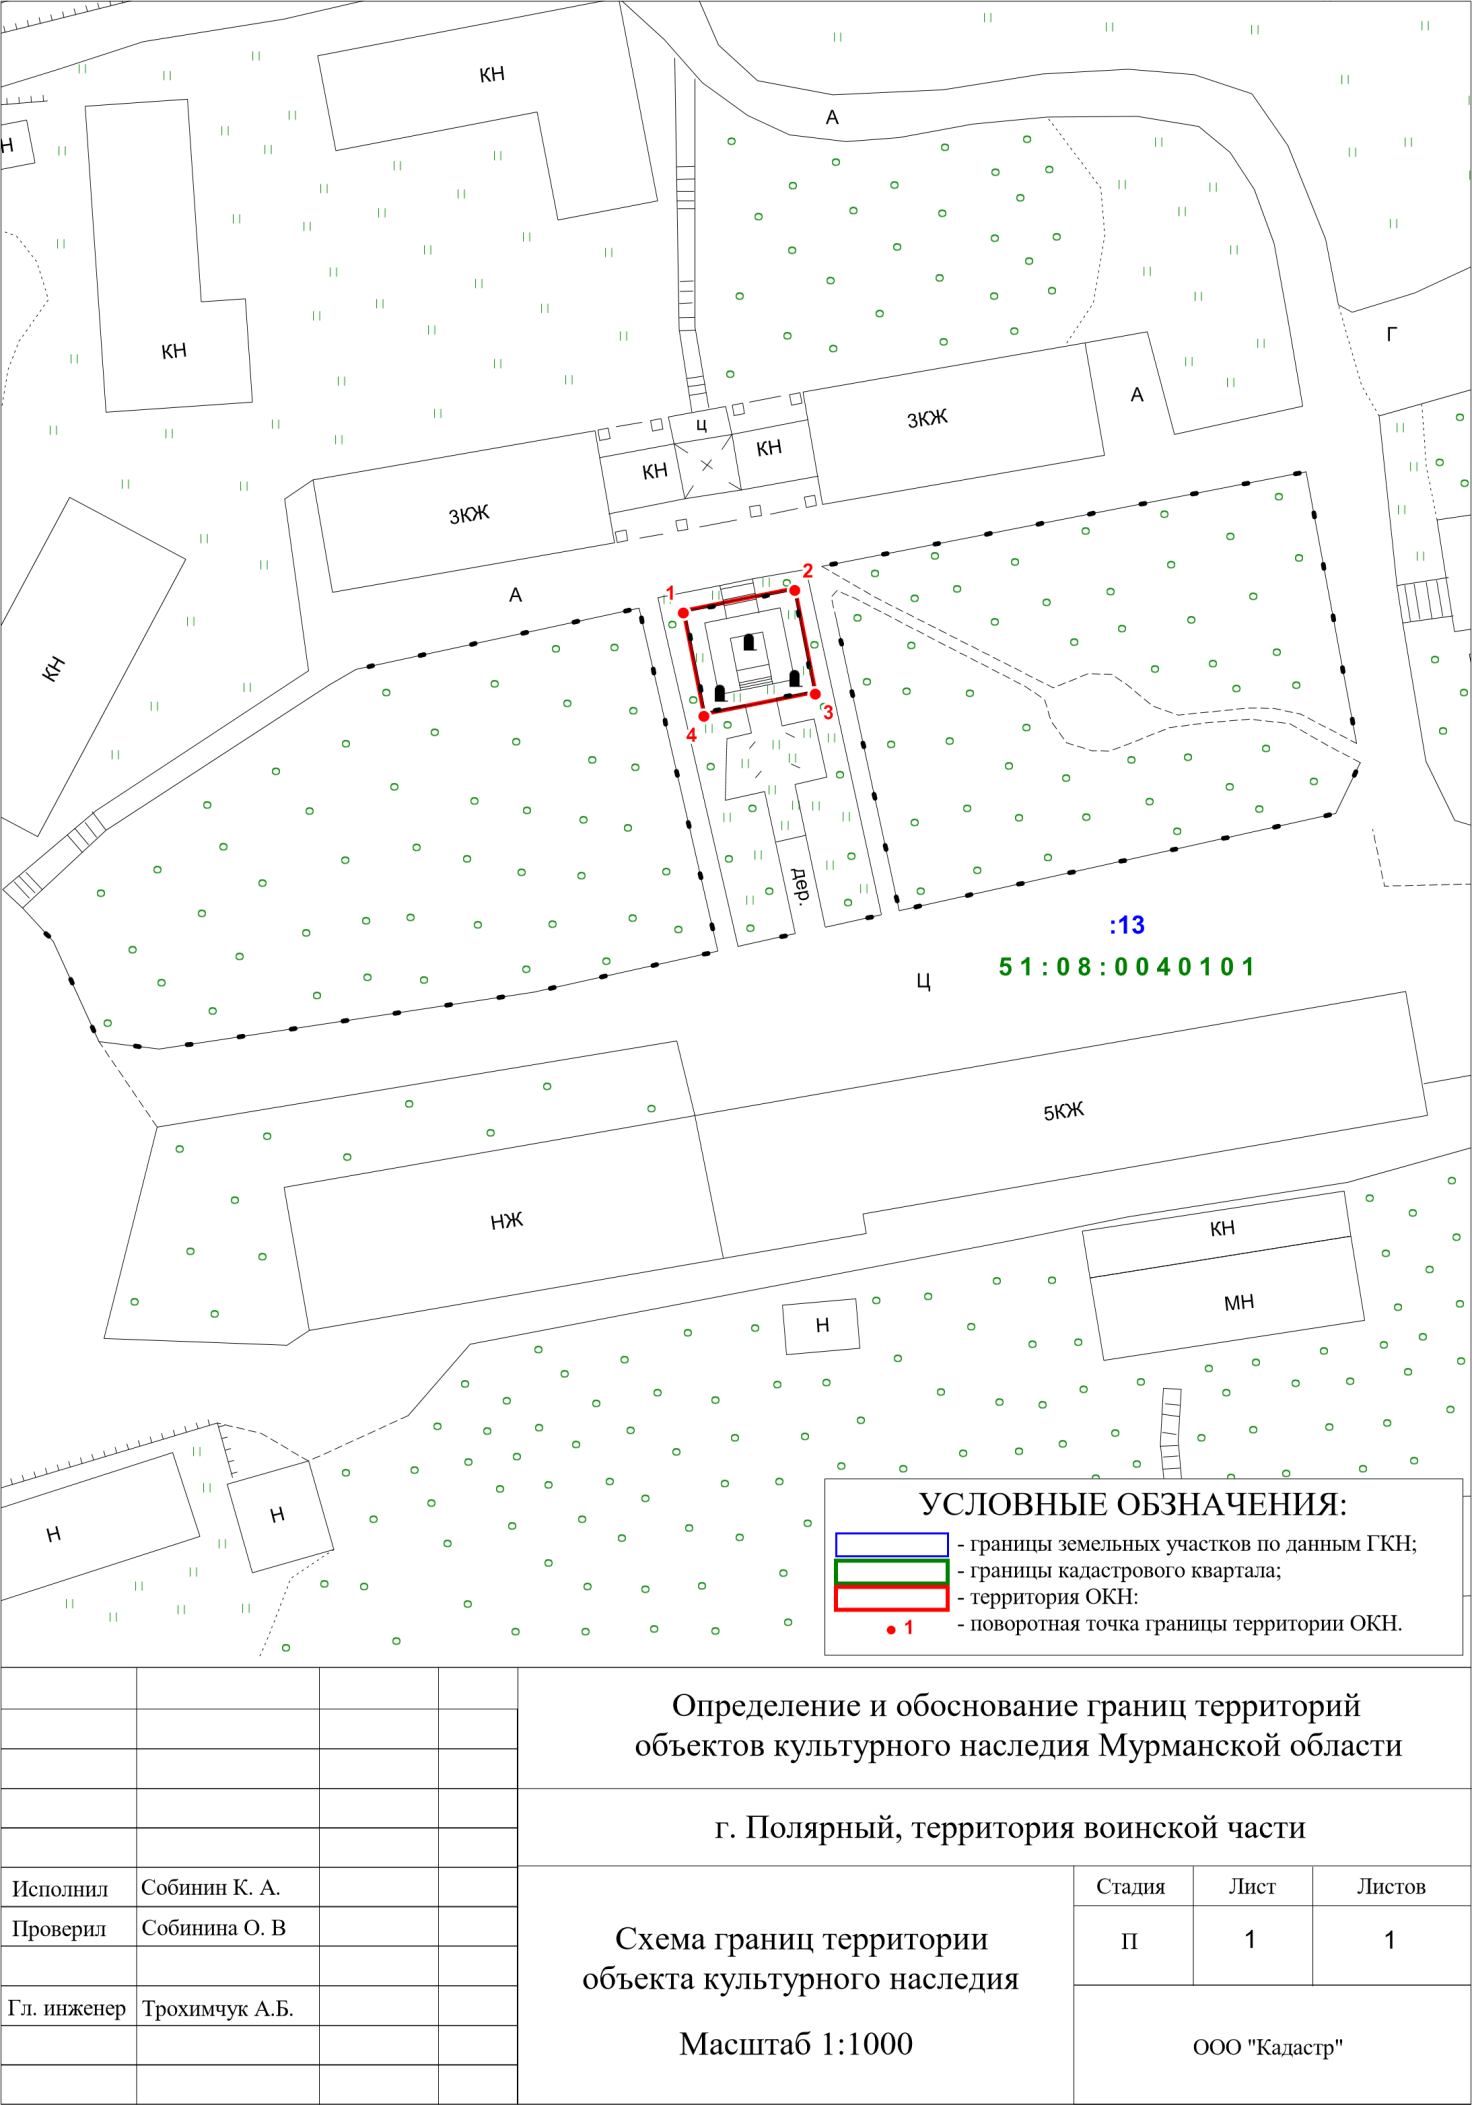 КН
А
Н
КН
Г
А
3КЖ
ц
КН
КН
3КЖ
2
1
А
КН
3
4
дер.
:13
51:08:0040101
Ц
5КЖ
НЖ
КН
МН
Н
Н
Н
УСЛОВНЫЕ ОБЗНАЧЕНИЯ:
- границы земельных участков по данным ГКН;
- границы кадастрового квартала;
- территория ОКН:
1 - поворотная точка границы территории ОКН.
Определение и обоснование границ территорий
объектов культурного наследия Мурманской области
г. Полярный, территория воинской части
Исполнил Собинин К. А.
Проверил Собинина О. В
Гл. инженер Трохимчук А.Б.
Схема границ территории
объекта культурного наследия
Масштаб 1:1000
Стадия Лист Листов
П 1 1
ООО "Кадастр"